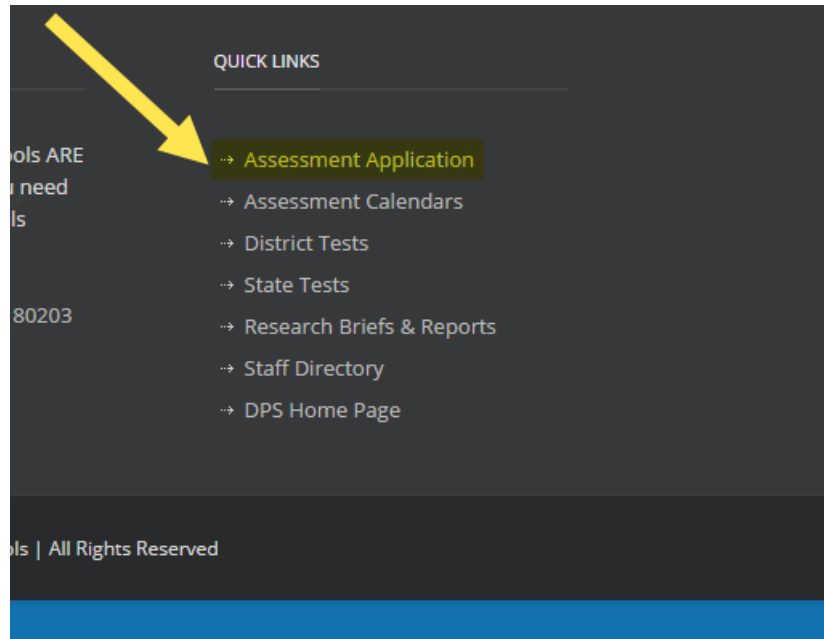 QUICK LINKS
ools ARE
need
ls
80203
Assessment Application
Assessment Calendars
District Tests
State Tests
Research Briefs & Reports
Staff Directory
DPS Home Page
ols | All Rights Reserved